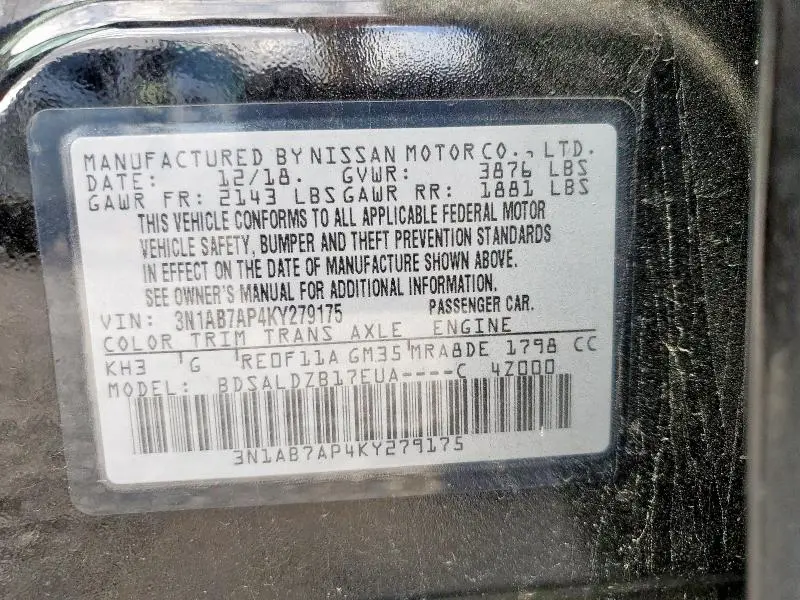 MANUFACTURED BY NISSAN MOTOR CO., LTD.
DATE: 12/18. GVWR: 3876 LBS
GAWR FR: 2143 LBS GAWR RR: 1881 LBS
THIS VEHICLE CONFORMS TO ALL APPLICABLE FEDERAL MOTOR
VEHICLE SAFETY, BUMPER AND THEFT PREVENTION STANDARDS
IN EFFECT ON THE DATE OF MANUFACTURE SHOWN ABOVE.
SEE OWNER'S MANUAL FOR ADDITIONAL INFORMATION.
VIN: 3N1AB7AP4KY279175 PASSENGER CAR.
COLOR TRIM TRANS AXLE ENGINE
KH3 'G RE0F11A GM35'MRA8DE 1798 CC
MODEL: BDSALDZB17EUA----C 4Z000
3N1AB7AP4KY279175